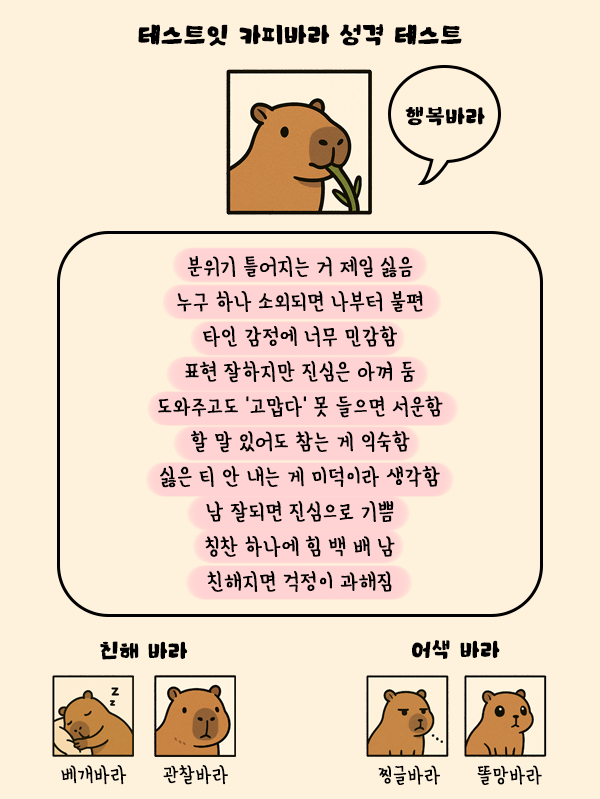 테스트잇 카피바라 성격 테스트
행복바라
분위기 틀어지는 거 제일 싫음
누구 하나 소외되면 나부터 불편
타인 감정에 너무 민감함
표현 잘하지만 진심은 아껴 둠
도와주고도 '고맙다' 못 들으면 서운함
할 말 있어도 참는 게 익숙함
싫은 티 안 내는 게 미덕이라 생각함
남 잘되면 진심으로 기쁨
칭찬 하나에 힘 백 배 남
친해지면 걱정이 과해짐
친해 바라
어색 바라
z
z
베개바라
관찰바라
찡글바라
똘망바라